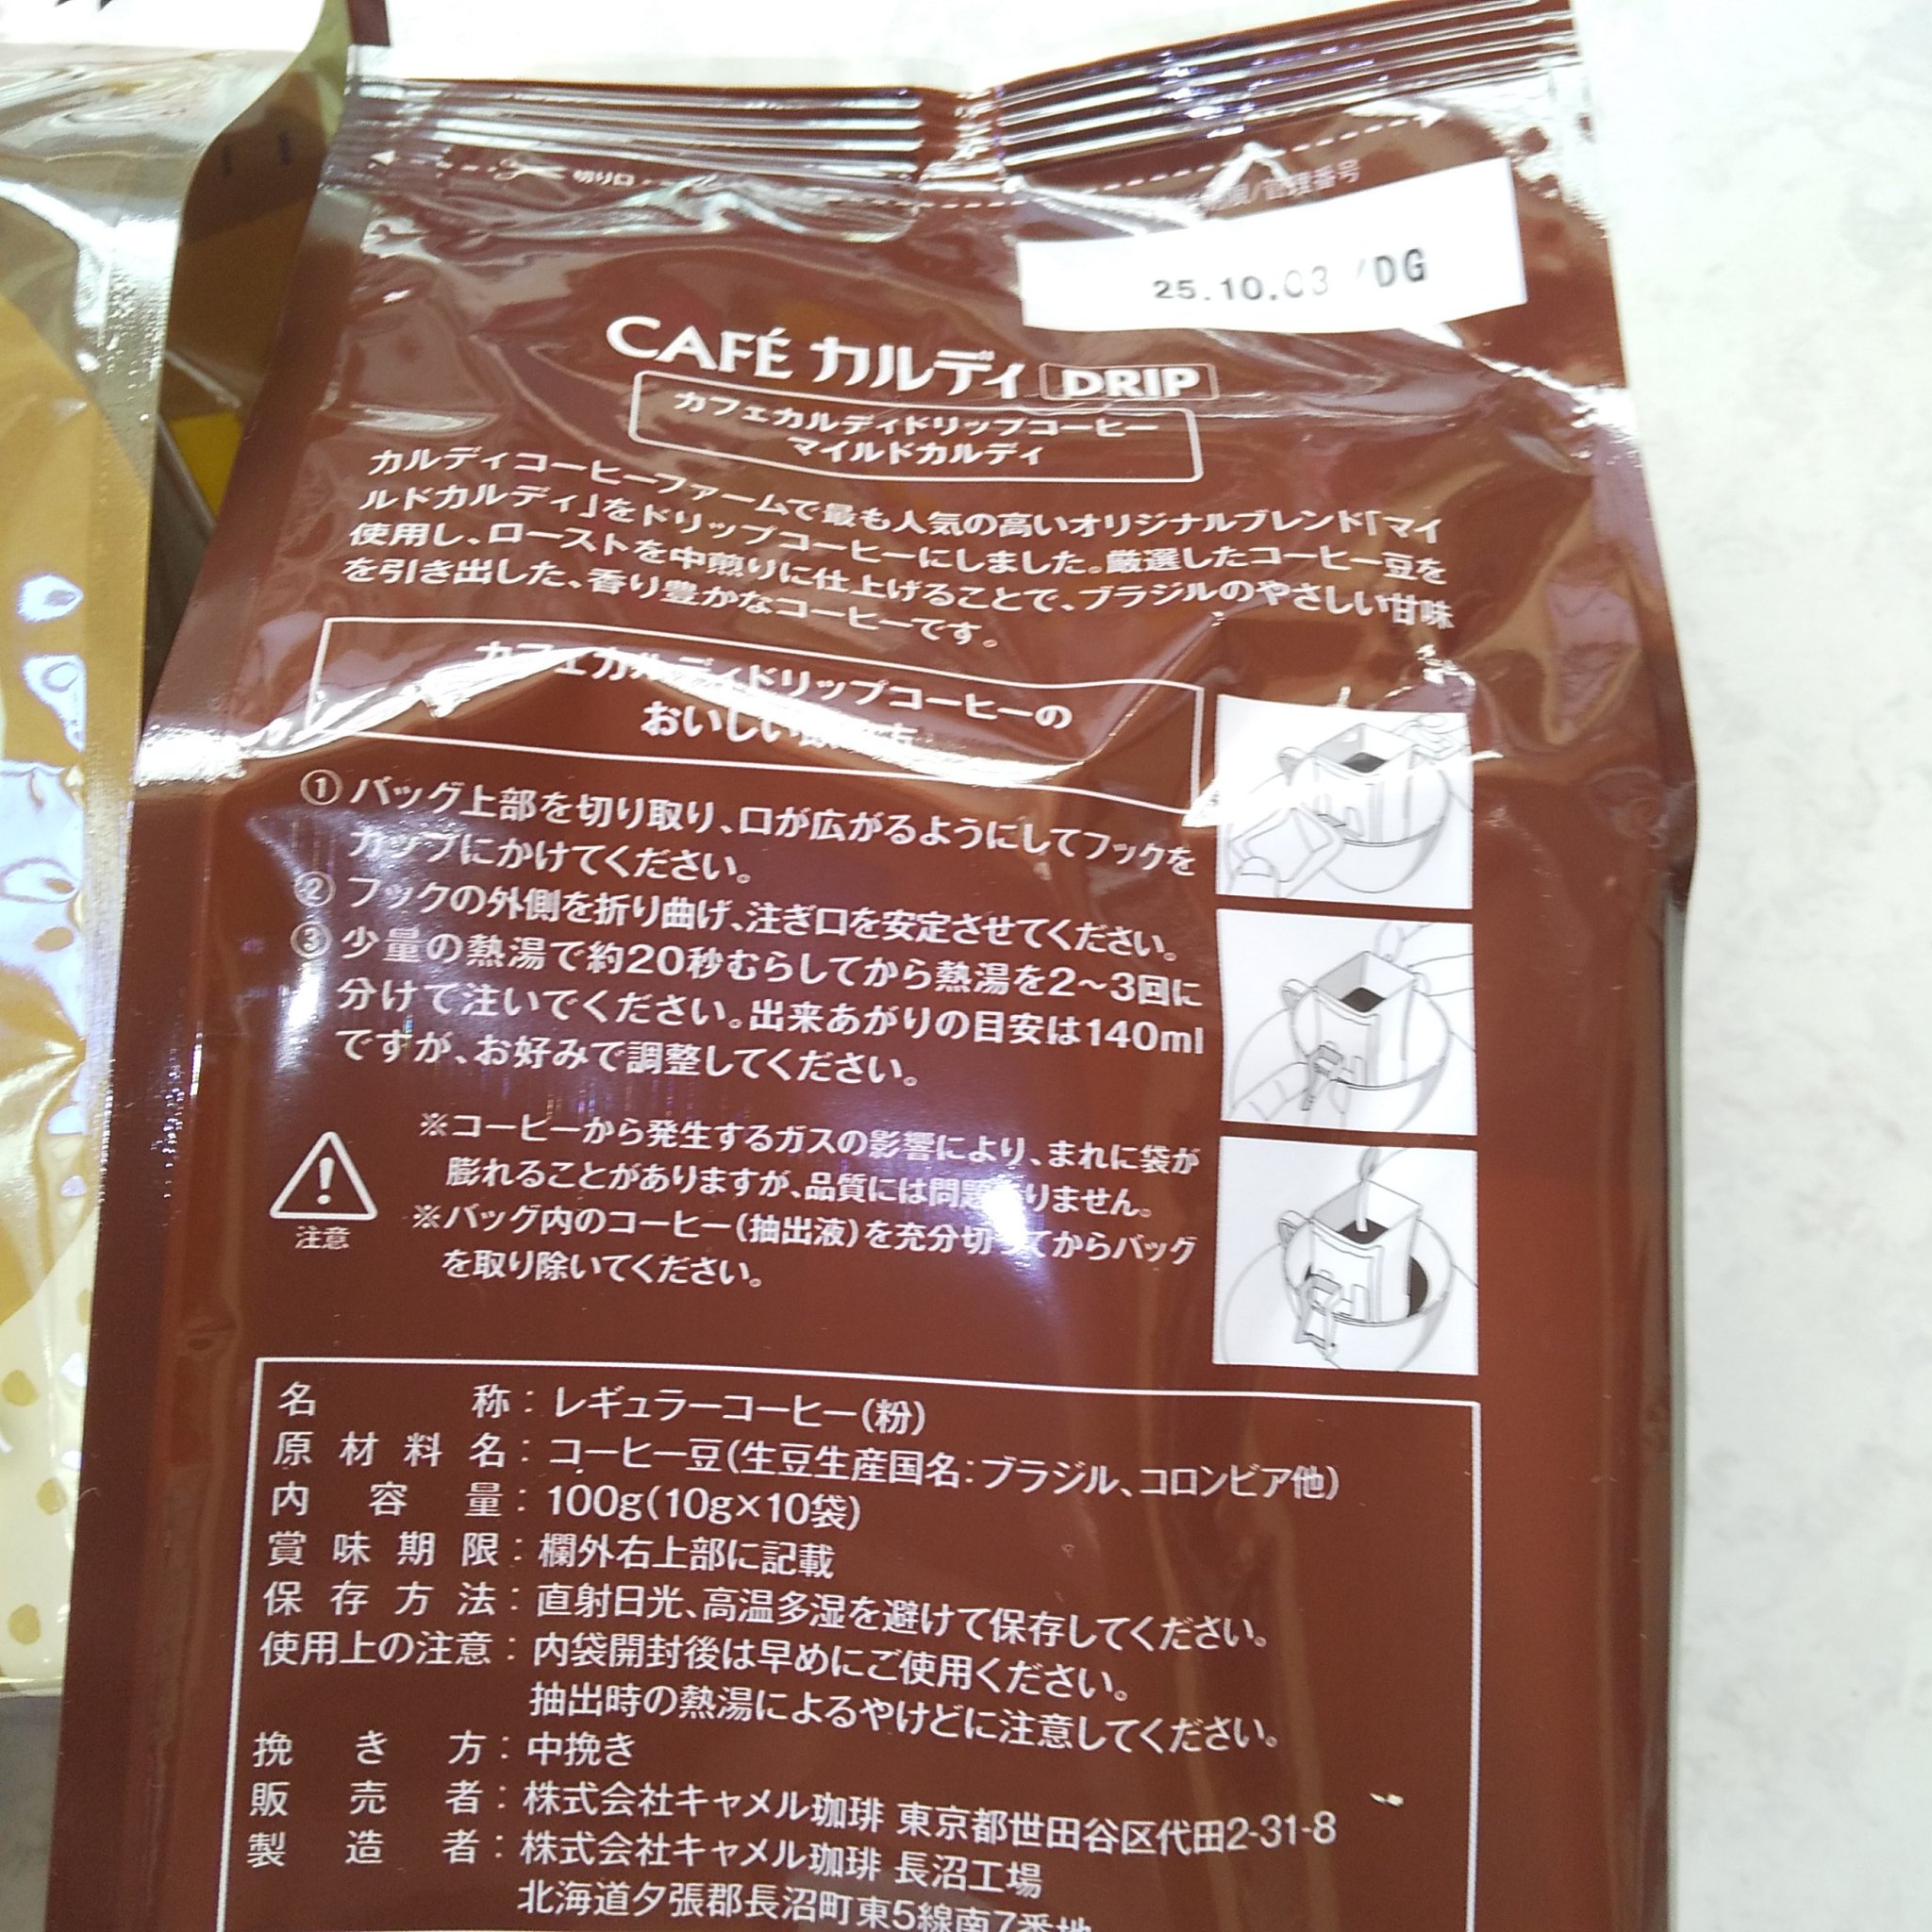 切り口
管理番号
25.10.03 /DG
CAFÉ カルディ DRIP
カフェカルディドリップコーヒー
マイルドカルディ
カルディコーヒーファームで最も人気の高いオリジナルブレンド「マイ
ルドカルディ」をドリップコーヒーにしました。厳選したコーヒー豆を
使用し、ローストを中煎りに仕上げることで、ブラジルのやさしい甘味
を引き出した、香り豊かなコーヒーです。
カフェカルディドリップコーヒーの
おいしい
①バッグ上部を切り取り、口が広がるようにしてフックを
カップにかけてください。
②フックの外側を折り曲げ、注ぎ口を安定させてください。
③少量の熱湯で約20秒むらしてから熱湯を2〜3回に
分けて注いでください。出来あがりの目安は140ml
ですが、お好みで調整してください。
※コーヒーから発生するガスの影響により、まれに袋が
膨れることがありますが、品質には問題ありません。
注意
※バッグ内のコーヒー(抽出液)を充分切ってからバッグ
を取り除いてください。
名称:レギュラーコーヒー(粉)
原材料名:コーヒー豆(生豆生産国名:ブラジル、コロンビア他)
内容量:100g(10g×10袋)
賞味期限:欄外右上部に記載
保存方法:直射日光、高温多湿を避けて保存してください。
使用上の注意:内袋開封後は早めにご使用ください。
抽出時の熱湯によるやけどに注意してください。
挽き方:中挽き
販売者:株式会社キャメル珈琲 東京都世田谷区代田2-31-8
製造者:株式会社キャメル珈琲 長沼工場
北海道夕張郡長沼町東5線南7番地